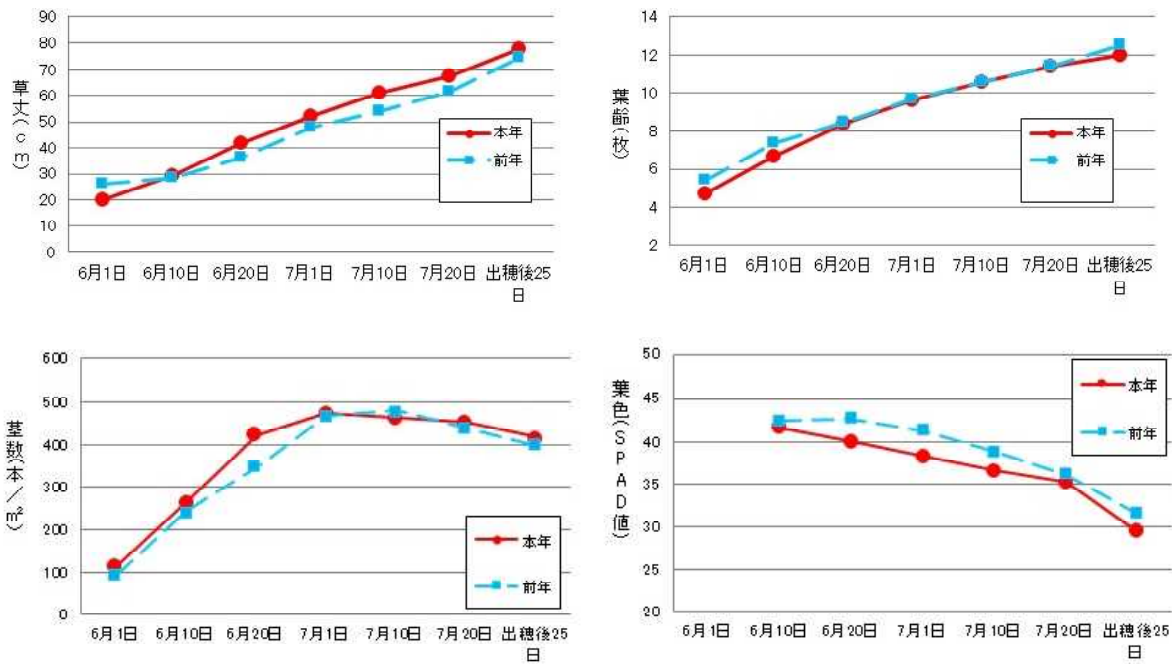 90
80
70
60
50
40
30
20
10
0
草丈(cm)
本年
前年
6月1日 6月10日 6月20日 7月1日 7月10日 7月20日 出穂後25日
14
12
10
8
6
4
2
葉齢(枚)
本年
前年
6月1日 6月10日 6月20日 7月1日 7月10日 7月20日 出穂後25日
600
500
400
300
200
100
0
茎数(本/㎡)
本年
前年
6月1日 6月10日 6月20日 7月1日 7月10日 7月20日 出穂後25日
50
45
40
35
30
25
20
葉色(SPAD値)
本年
前年
6月1日 6月10日 6月20日 7月1日 7月10日 7月20日 出穂後25日